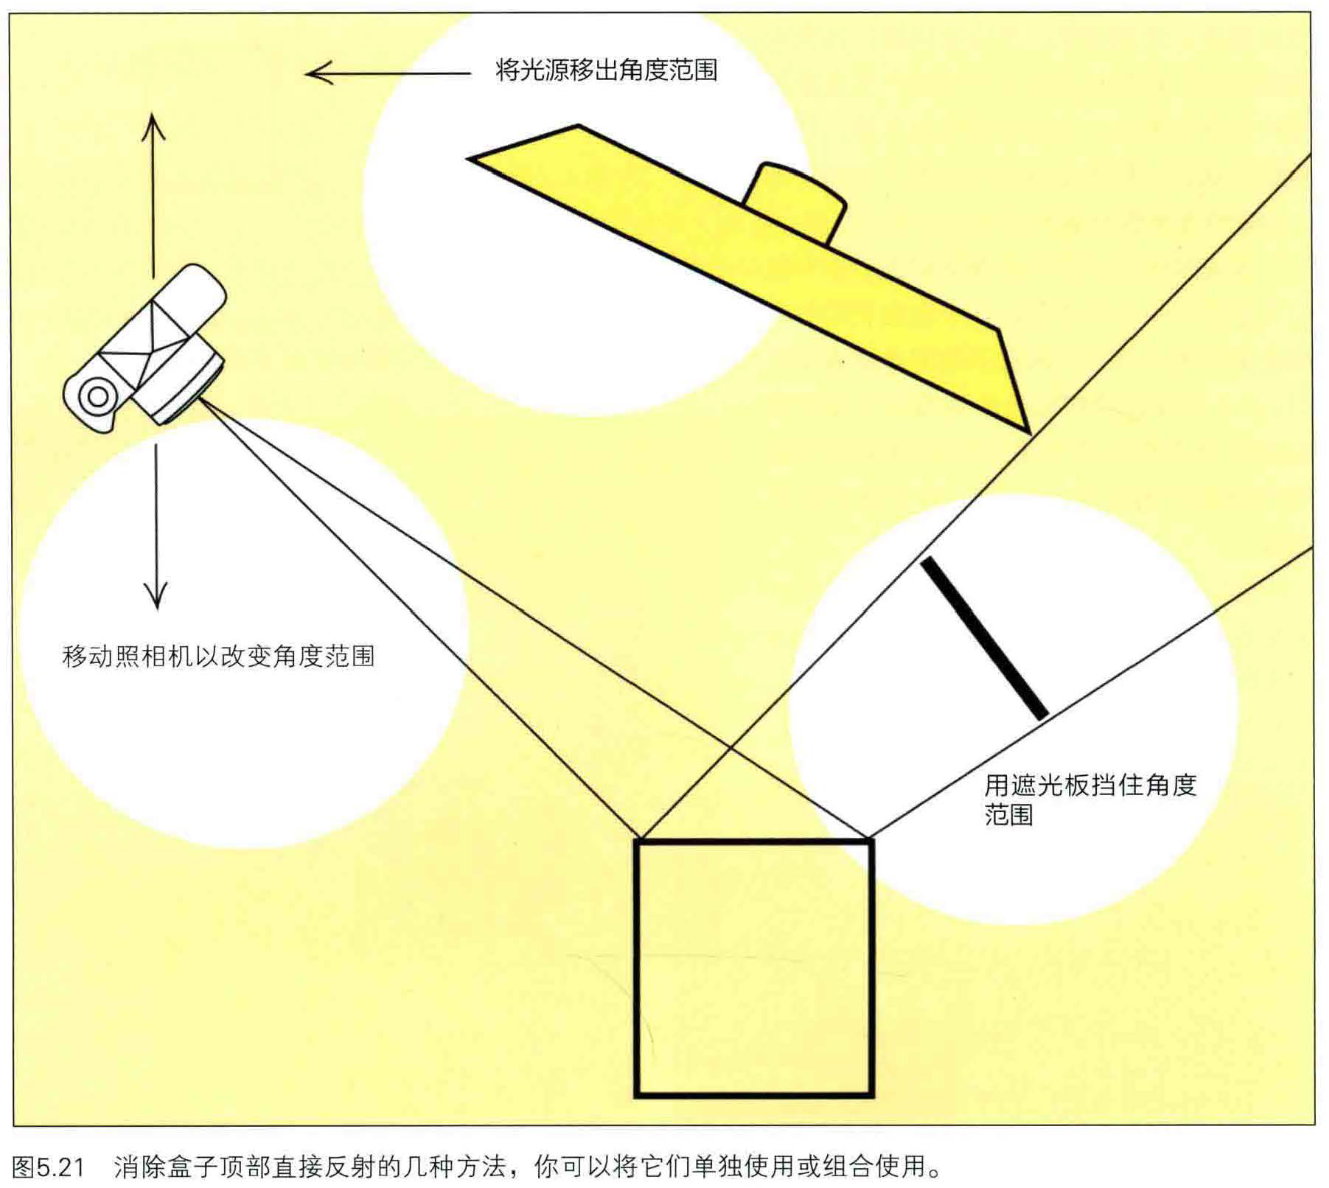 将光源移出角度范围
移动照相机以改变角度范围
用遮光板挡住角度
范围
图5.21 消除盒子顶部直接反射的几种方法，你可以将它们单独使用或组合使用。